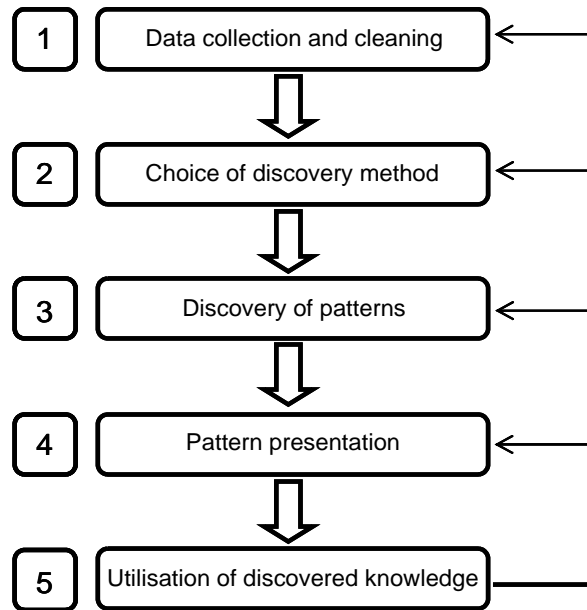 1 Data collection and cleaning
2 Choice of discovery method
3 Discovery of patterns
4 Pattern presentation
5 Utilisation of discovered knowledge